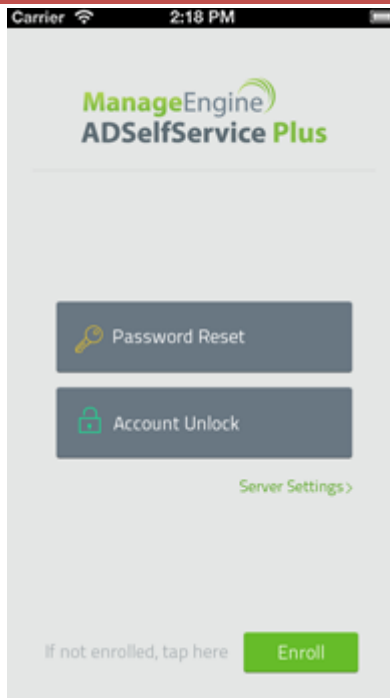 Carrier 2:18 PM
ManageEngine
ADSelfService Plus
Password Reset
Account Unlock
Server Settings >
If not enrolled, tap here Enroll